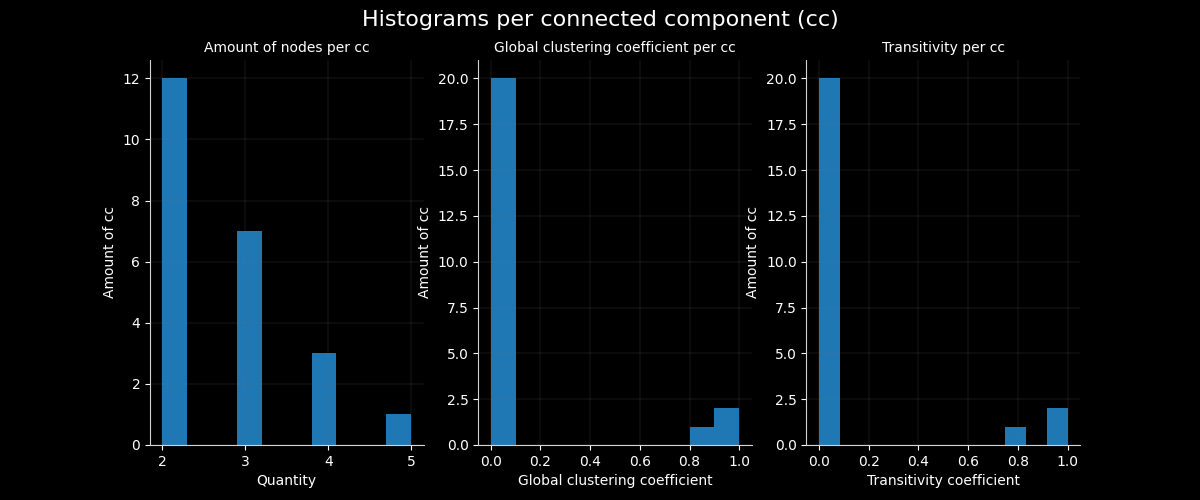 Histograms per connected component (cc)
Amount of nodes per cc
Amount of cc
12
10
8
6
4
2
0
2 3 4 5
Quantity
Global clustering coefficient per cc
Amount of cc
20.0
17.5
15.0
12.5
10.0
7.5
5.0
2.5
0.0
0.0 0.2 0.4 0.6 0.8 1.0
Global clustering coefficient
Transitivity per cc
Amount of cc
20.0
17.5
15.0
12.5
10.0
7.5
5.0
2.5
0.0
0.0 0.2 0.4 0.6 0.8 1.0
Transitivity coefficient